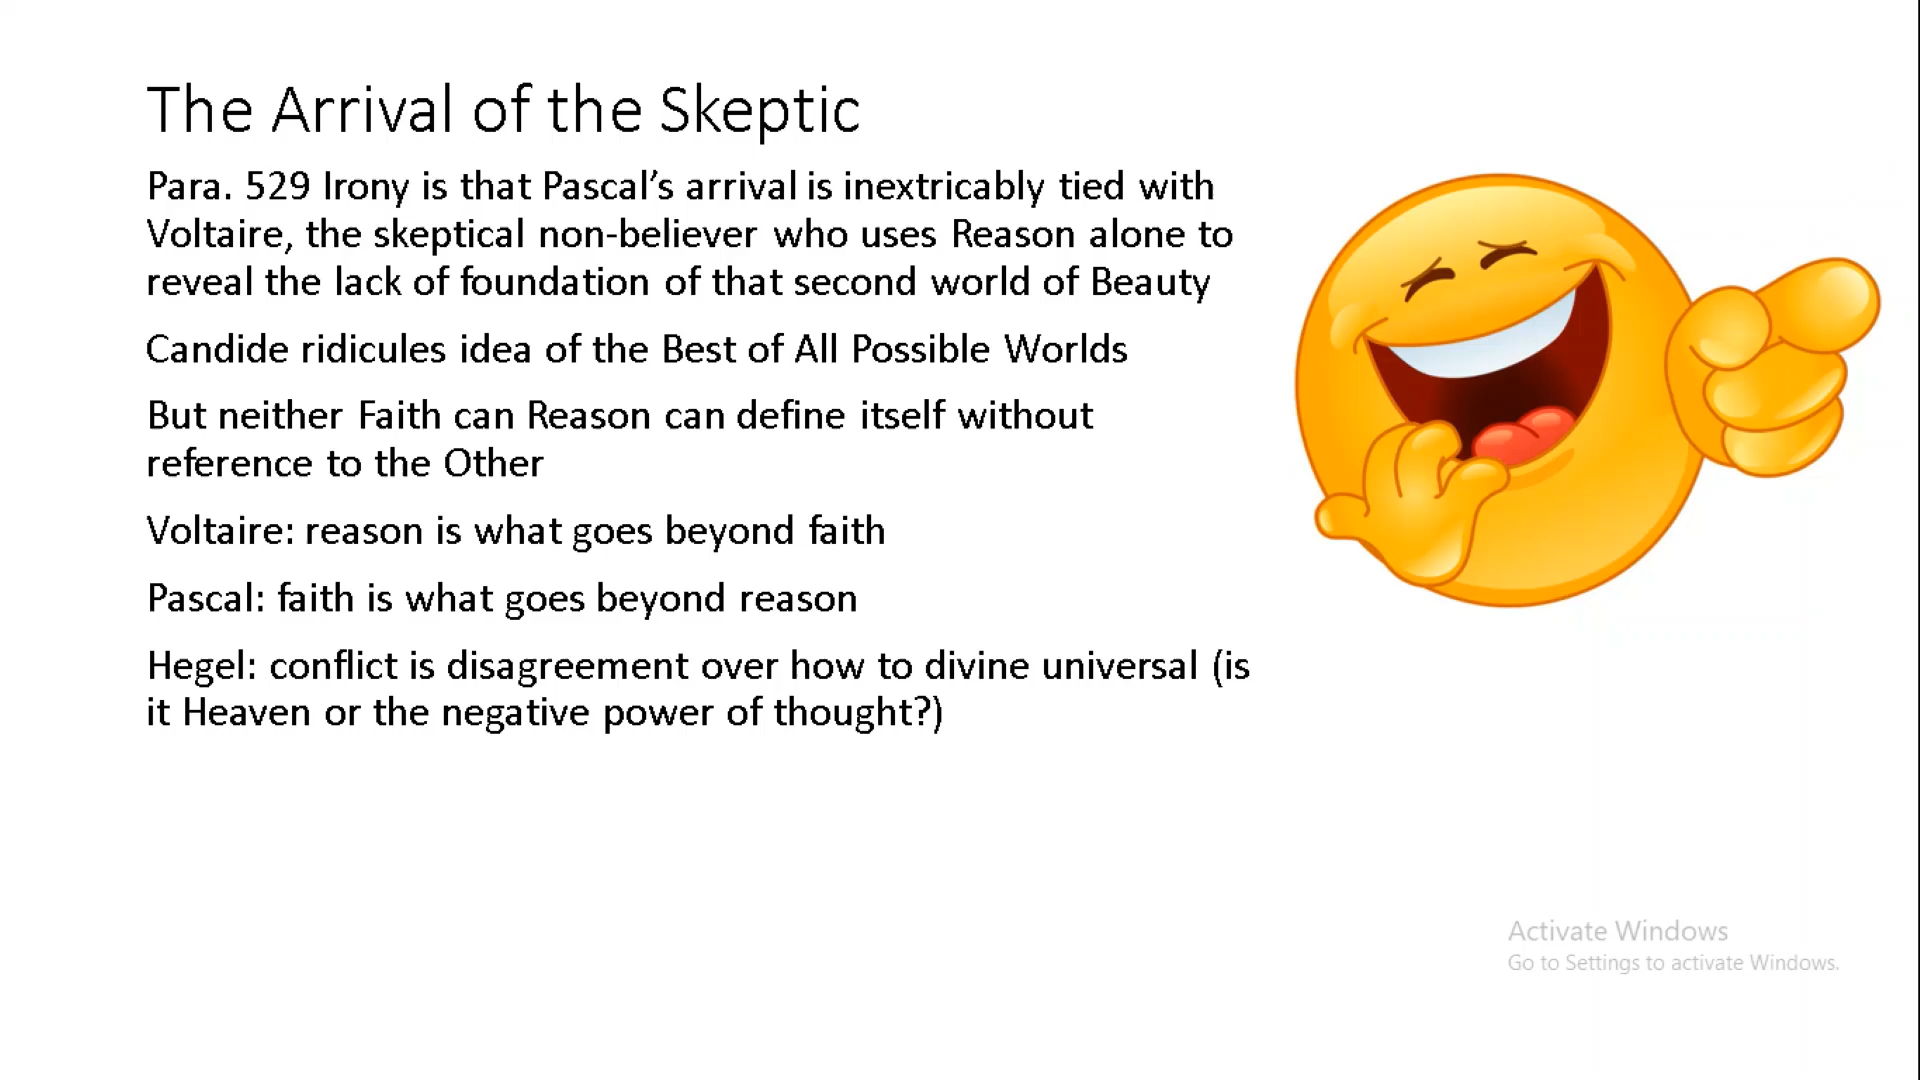 The Arrival of the Skeptic
Para. 529 Irony is that Pascal’s arrival is inextricably tied with
Voltaire, the skeptical non-believer who uses Reason alone to
reveal the lack of foundation of that second world of Beauty
Candide ridicules idea of the Best of All Possible Worlds
But neither Faith can Reason can define itself without
reference to the Other
Voltaire: reason is what goes beyond faith
Pascal: faith is what goes beyond reason
Hegel: conflict is disagreement over how to divine universal (is
it Heaven or the negative power of thought?)
Activate Windows
Go to Settings to activate Windows.